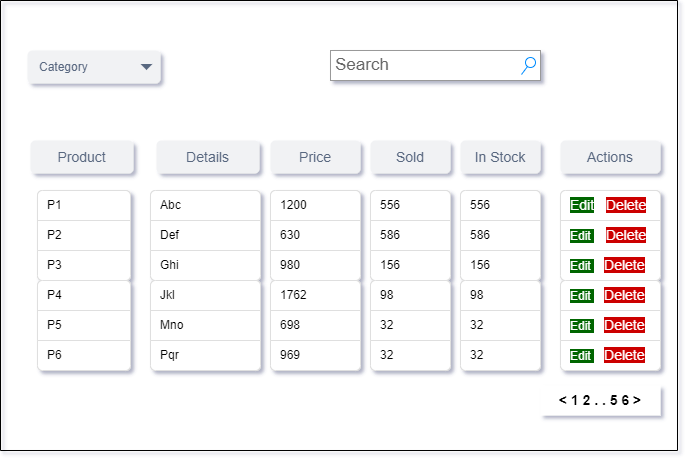 Category
Search
Product Details Price Sold In Stock Actions
P1 Abc 1200 556 556 Edit Delete
P2 Def 630 586 586 Edit Delete
P3 Ghi 980 156 156 Edit Delete
P4 Jkl 1762 98 98 Edit Delete
P5 Mno 698 32 32 Edit Delete
P6 Pqr 969 32 32 Edit Delete
< 1 2 . . 5 6 >